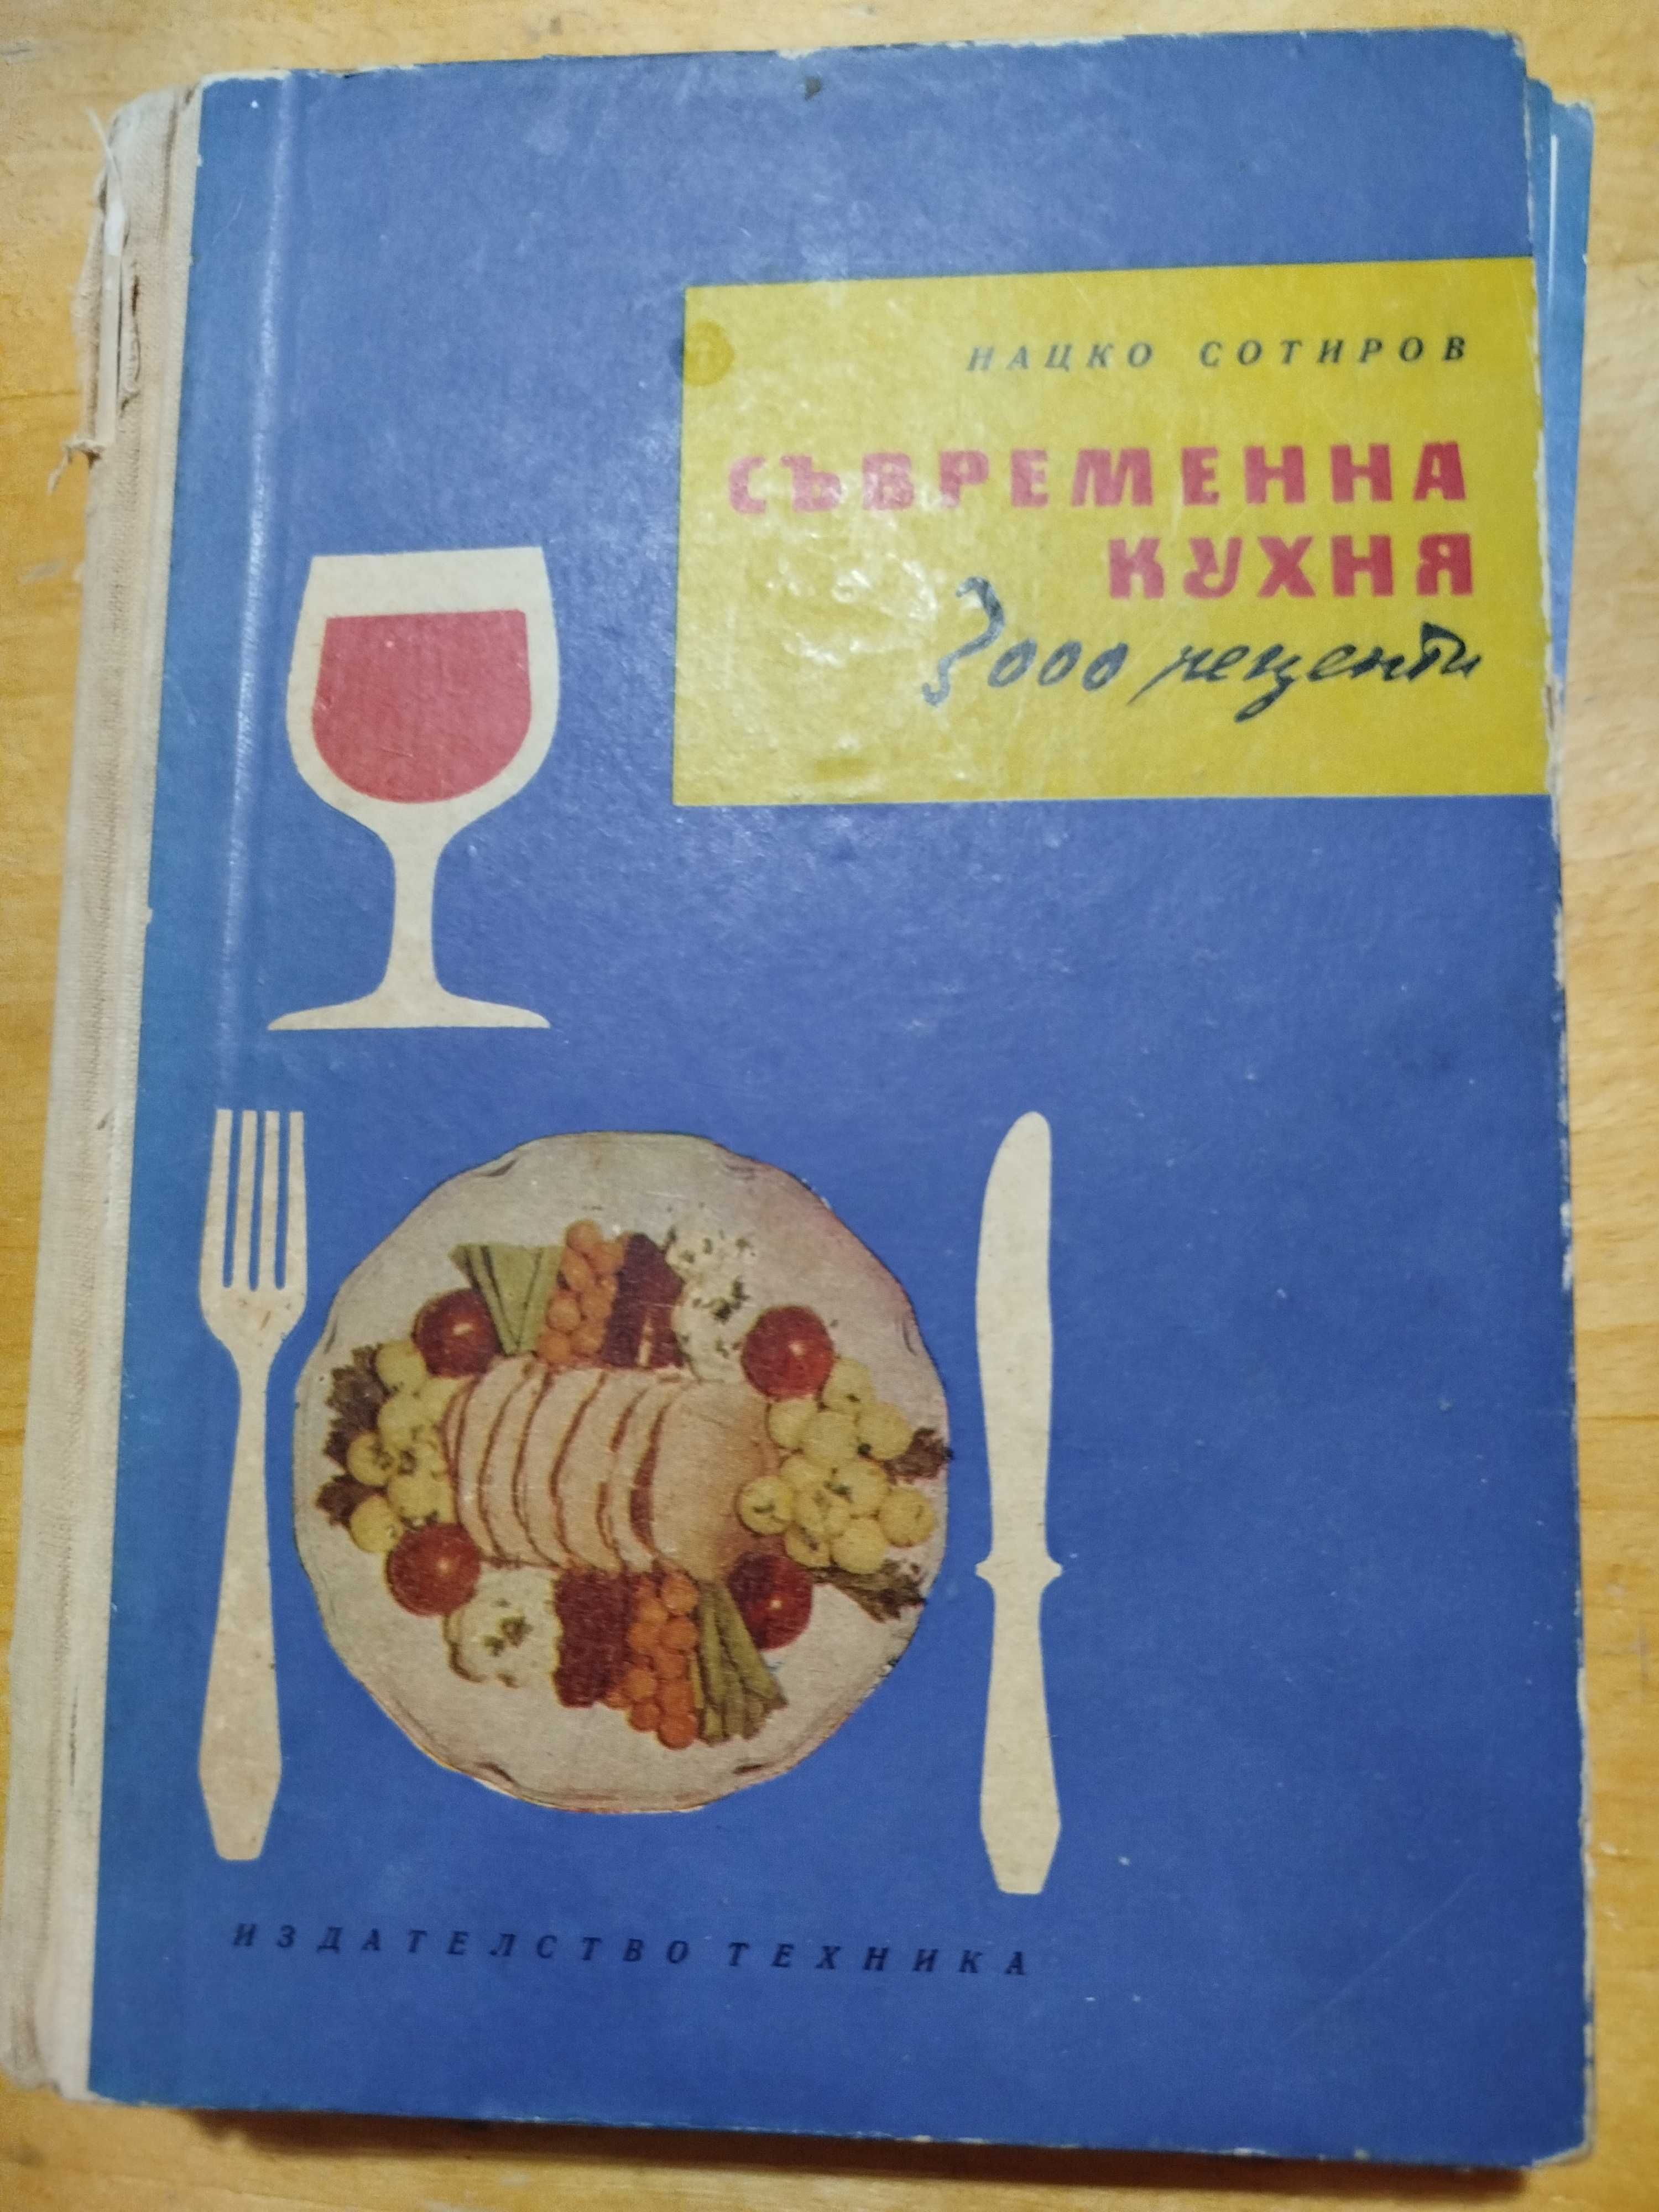 НАЦКО СОТИРОВ
СЪВРЕМЕННА
КУХНЯ
3000 рецепти
ИЗДАТЕЛСТВО ТЕХНИКА